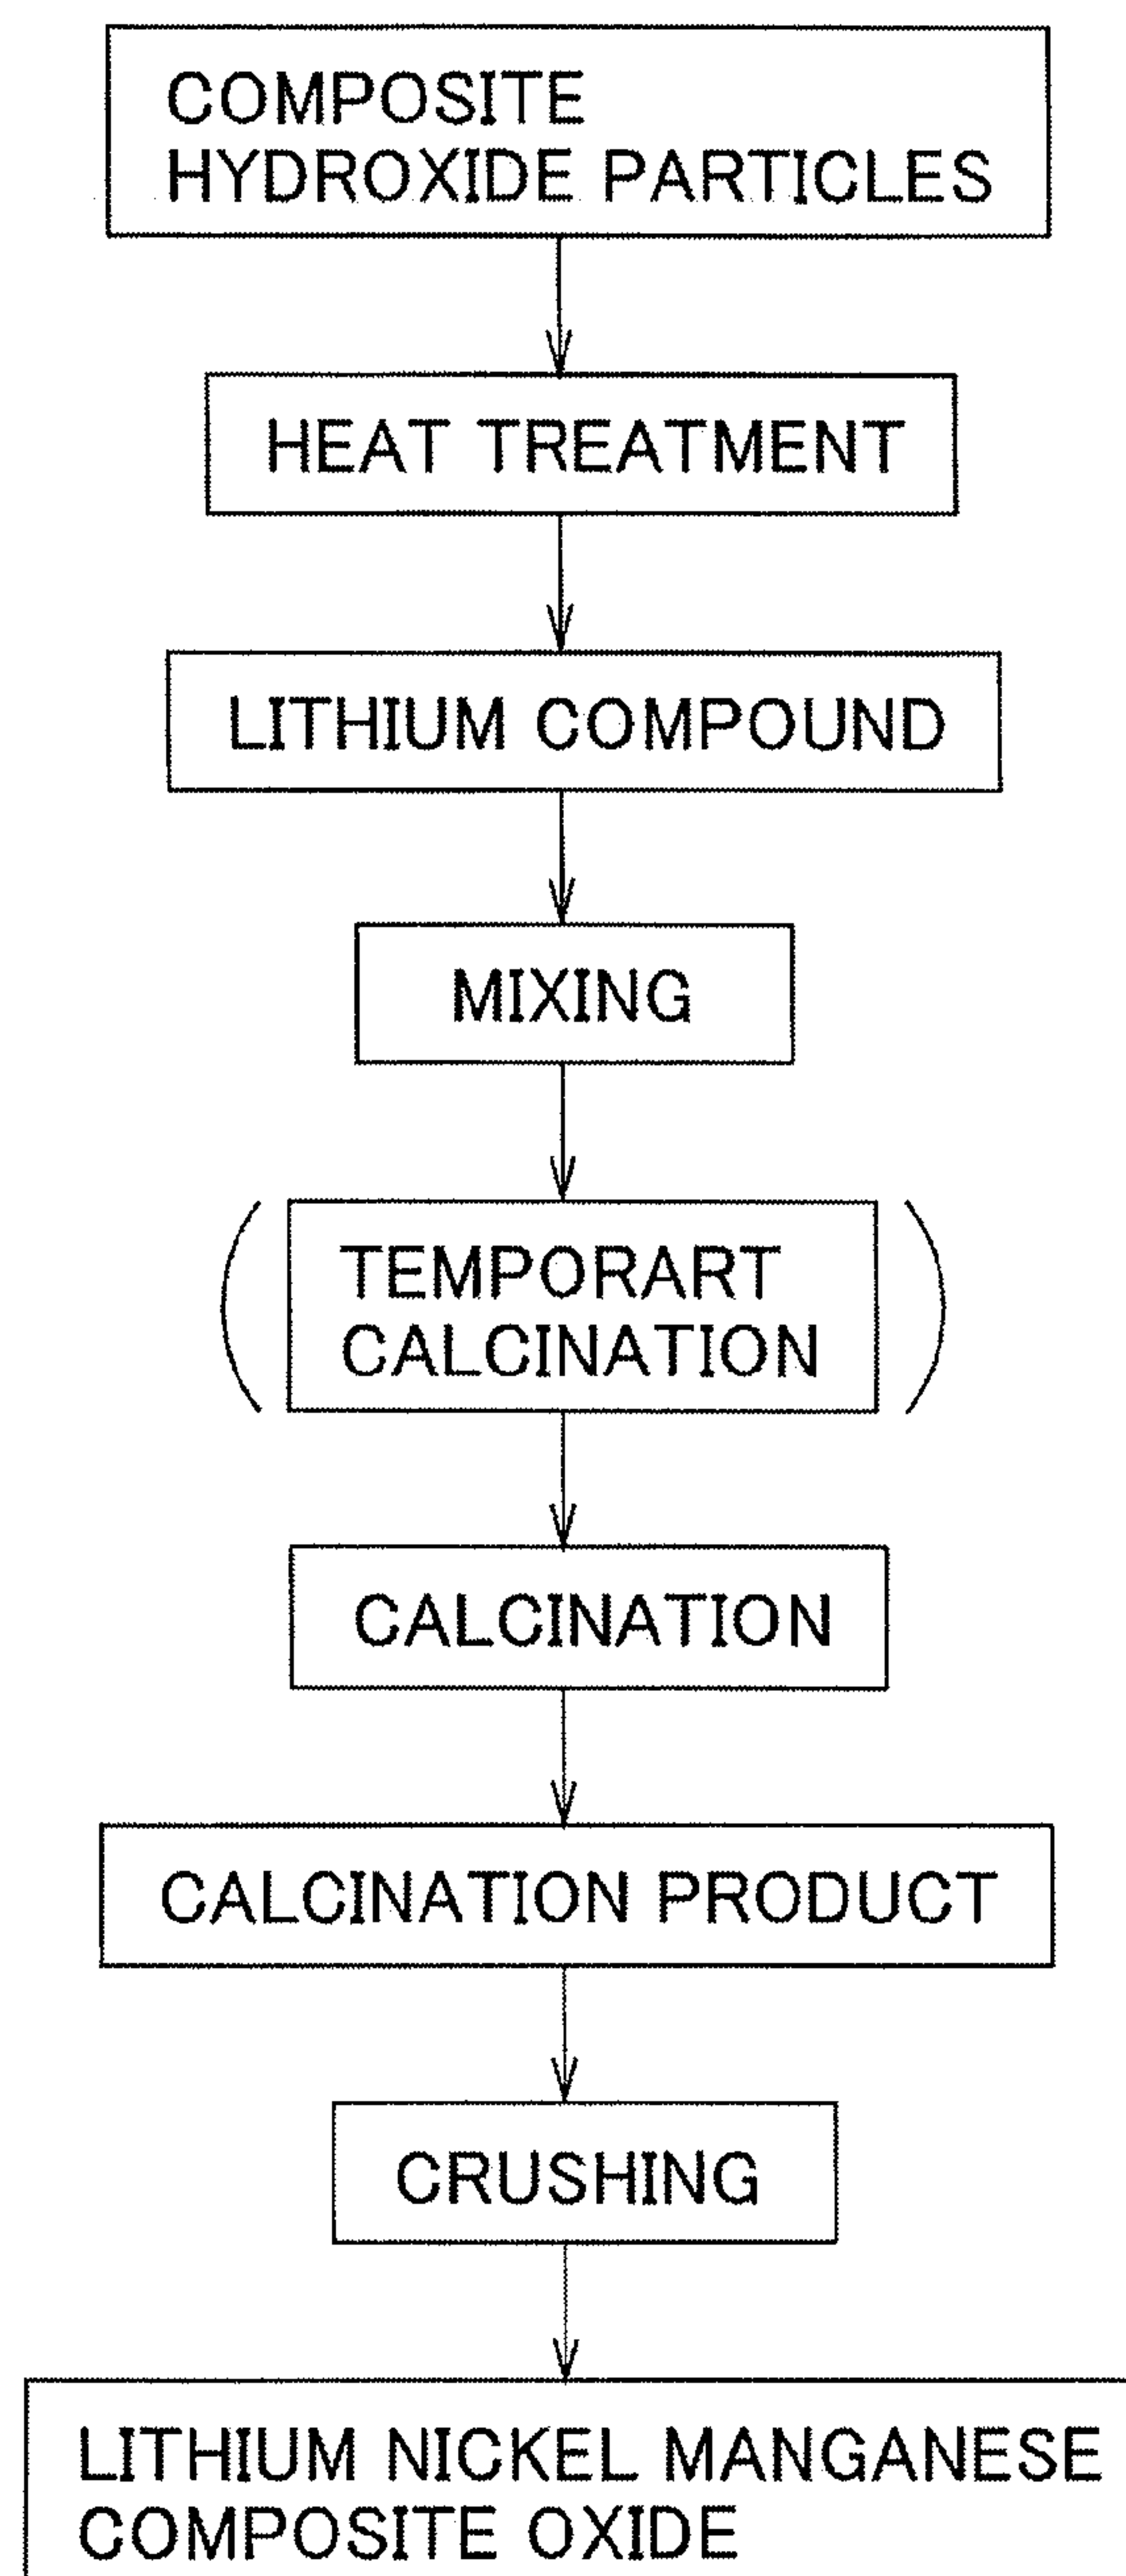 COMPOSITE
HYDROXIDE PARTICLES
HEAT TREATMENT
LITHIUM COMPOUND
MIXING
TEMPORART
CALCINATION
CALCINATION
CALCINATION PRODUCT
CRUSHING
LITHIUM NICKEL MANGANESE
COMPOSITE OXIDE